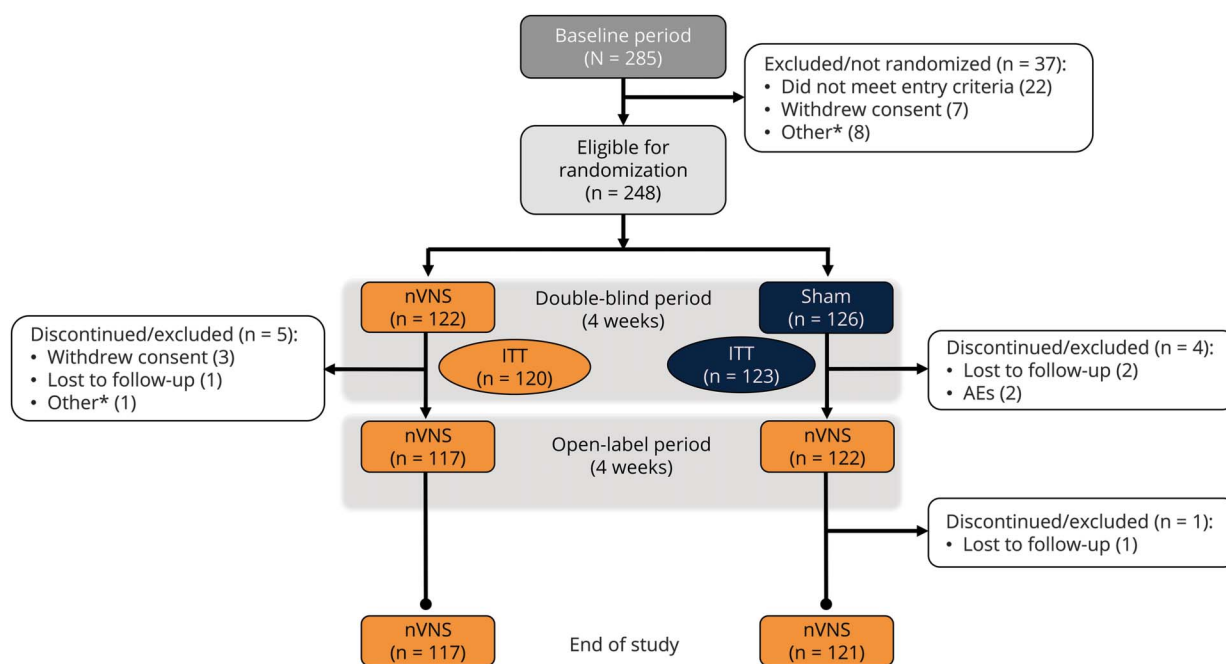 Baseline period
(N = 285)
Excluded/not randomized (n = 37):
• Did not meet entry criteria (22)
• Withdrew consent (7)
• Other* (8)
Eligible for
randomization
(n = 248)
nVNS
(n = 122)
Double-blind period
(4 weeks)
Sham
(n = 126)
Discontinued/excluded (n = 5):
• Withdrew consent (3)
• Lost to follow-up (1)
• Other* (1)
ITT
(n = 120)
ITT
(n = 123)
Discontinued/excluded (n = 4):
• Lost to follow-up (2)
• AEs (2)
nVNS
(n = 117)
Open-label period
(4 weeks)
nVNS
(n = 122)
Discontinued/excluded (n = 1):
• Lost to follow-up (1)
nVNS
(n = 117)
End of study
nVNS
(n = 121)